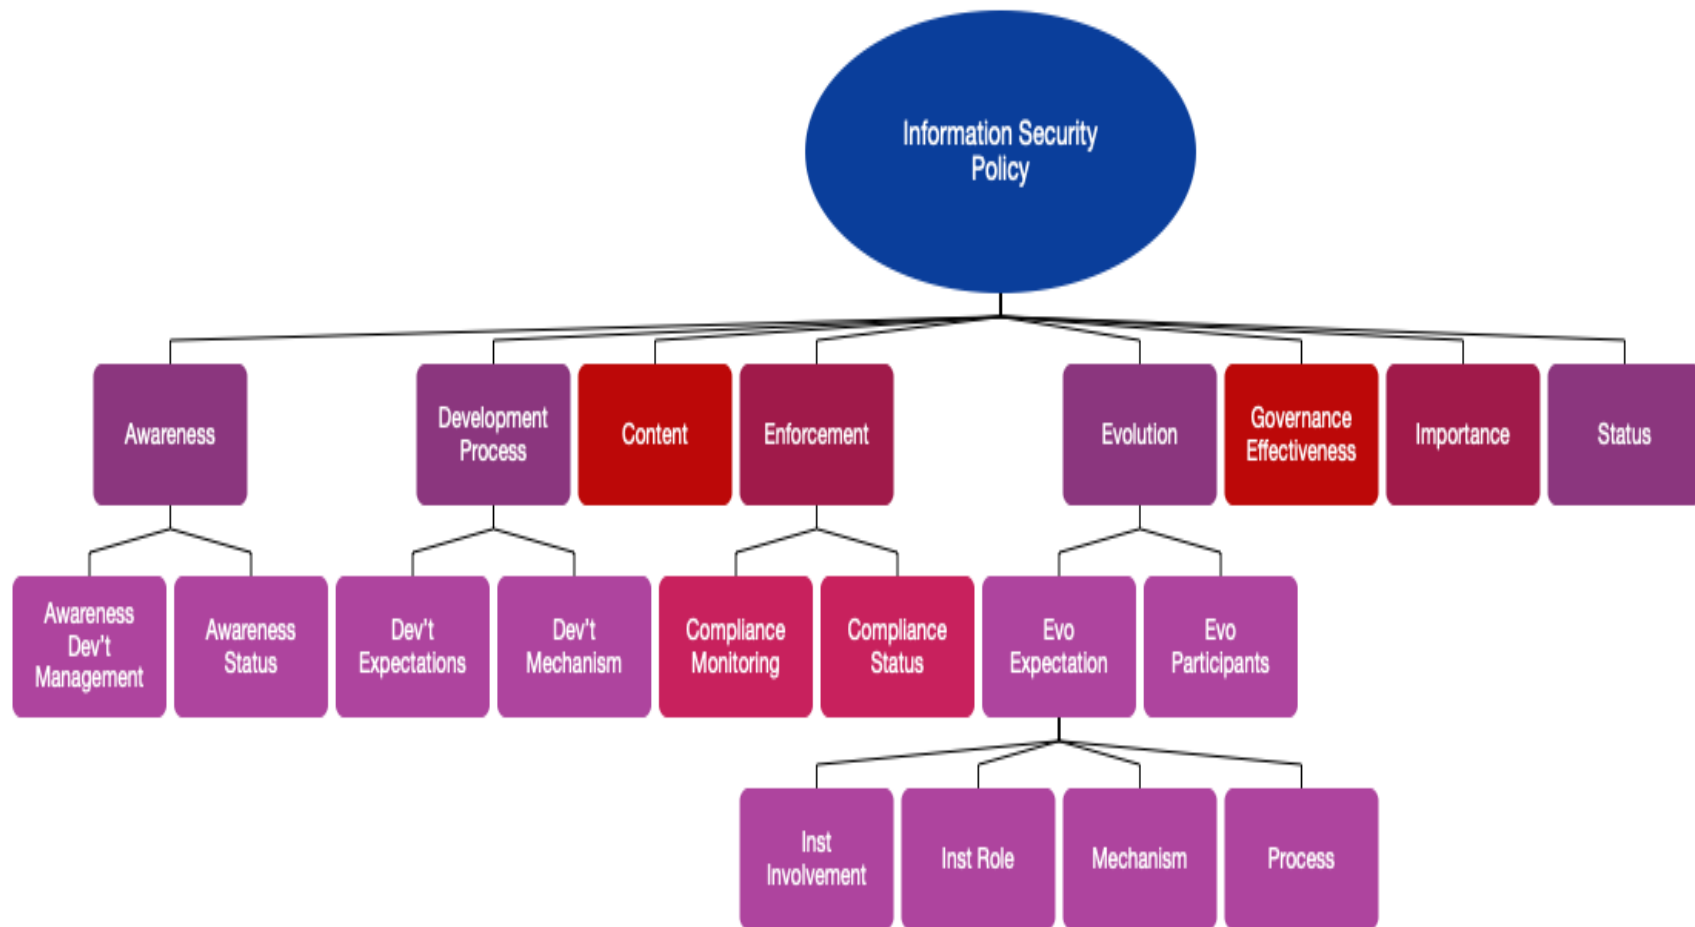 Information Security
Policy
Awareness
Development
Process
Content
Enforcement
Evolution
Governance
Effectiveness
Importance
Status
Awareness
Dev't
Management
Awareness
Status
Dev't
Expectations
Dev't
Mechanism
Compliance
Monitoring
Compliance
Status
Evo
Expectation
Evo
Participants
Inst
Involvement
Inst Role
Mechanism
Process